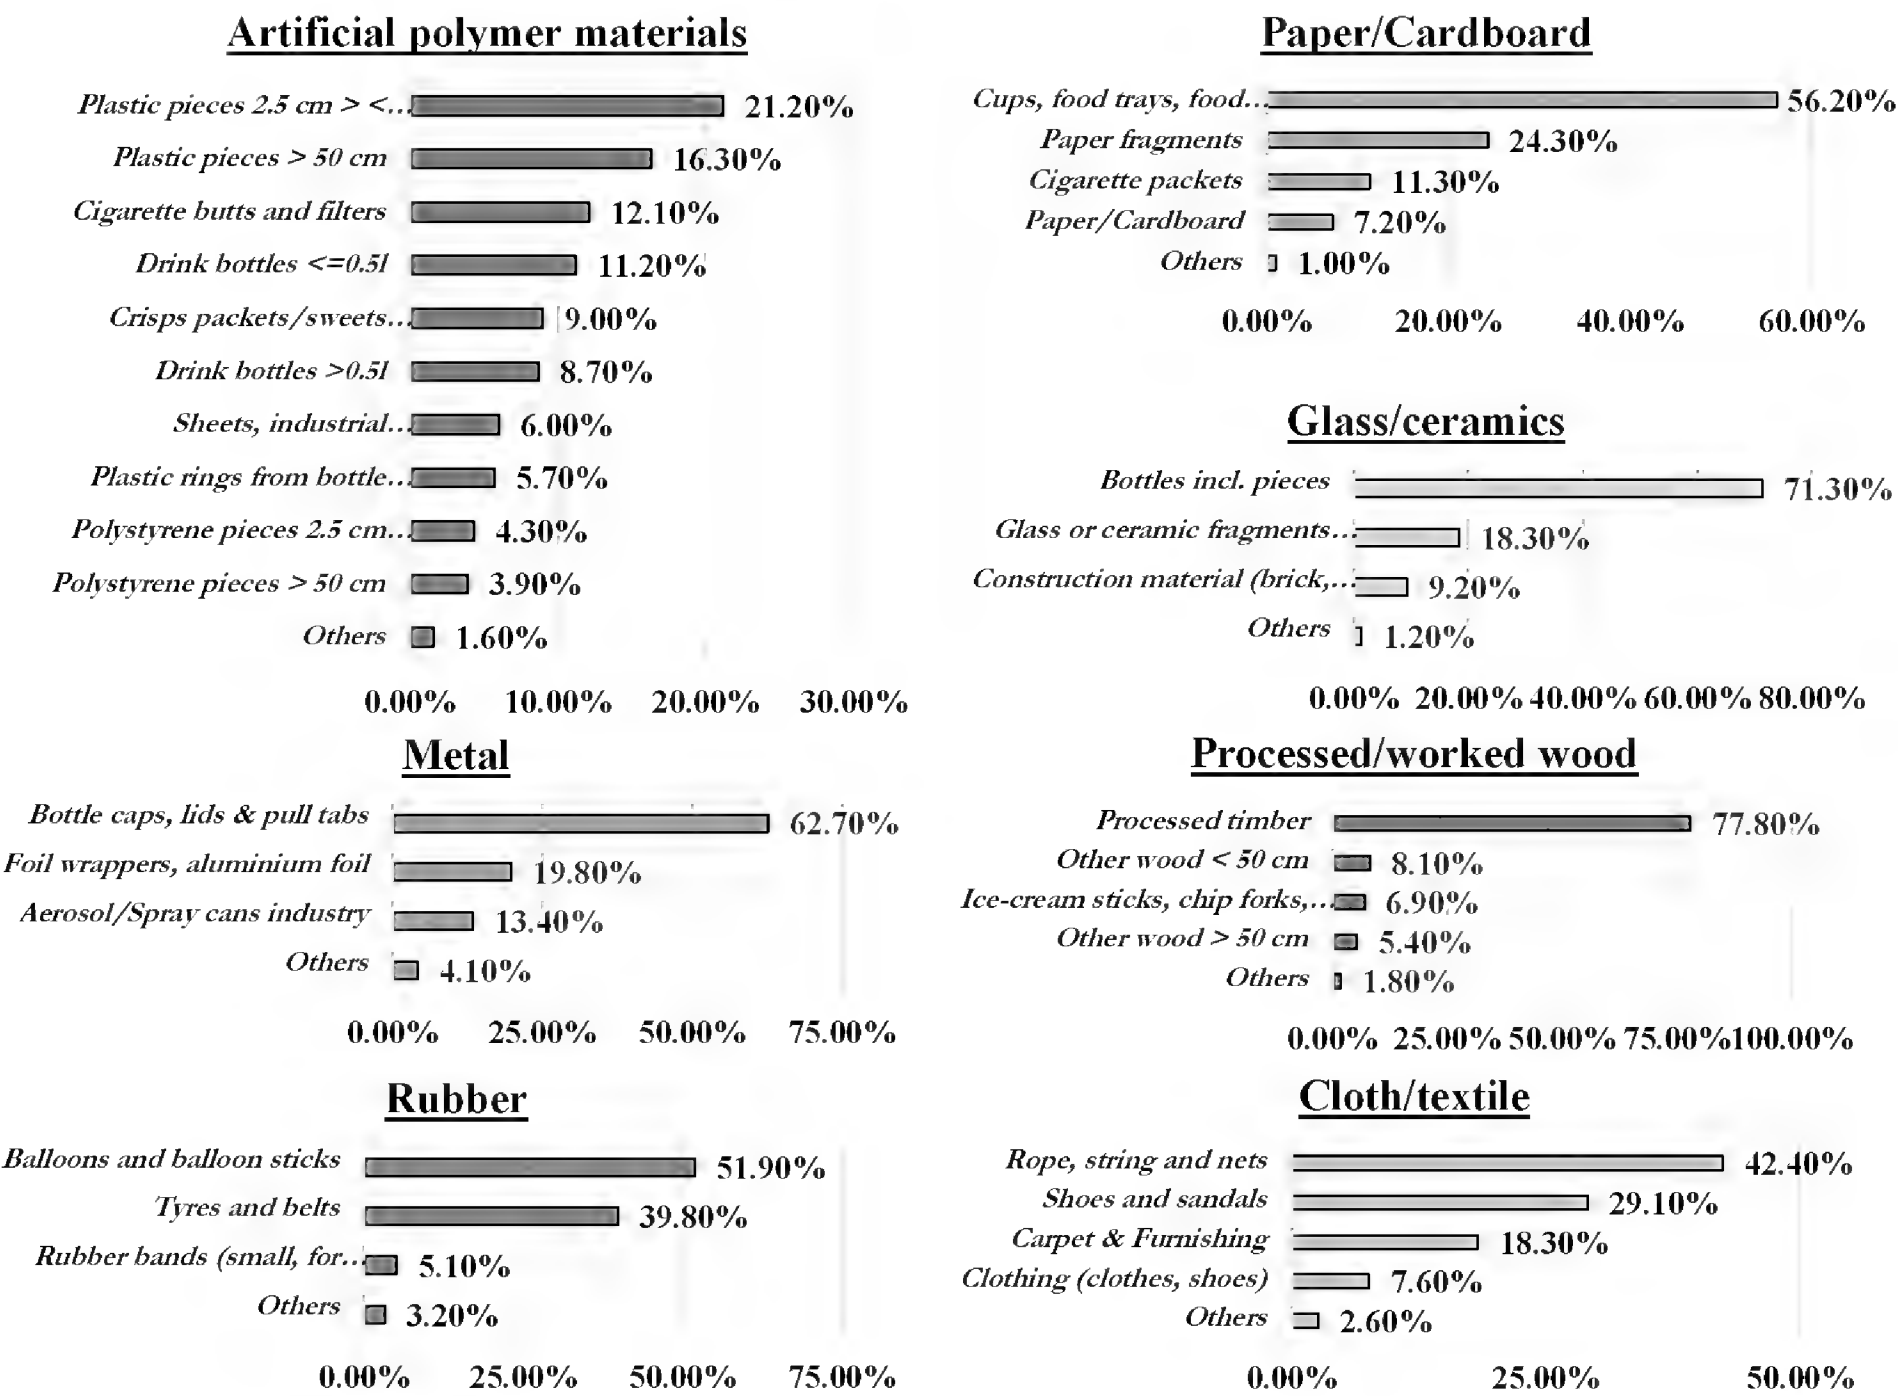 Artificial polymer materials
Plastic pieces 2.5 cm > <... 21.20%
Plastic pieces > 50 cm 16.30%
Cigarette butts and filters 12.10%
Drink bottles <=0.5l 11.20%
Crisps packets/sweets... 9.00%
Drink bottles >0.5l 8.70%
Sheets, industrial... 6.00%
Plastic rings from bottle... 5.70%
Polystyrene pieces 2.5 cm... 4.30%
Polystyrene pieces > 50 cm 3.90%
Others 1.60%
0.00% 10.00% 20.00% 30.00%
Paper/Cardboard
Cups, food trays, food... 56.20%
Paper fragments 24.30%
Cigarette packets 11.30%
Paper/Cardboard 7.20%
Others 1.00%
0.00% 20.00% 40.00% 60.00%
Glass/ceramics
Bottles incl. pieces 71.30%
Glass or ceramic fragments... 18.30%
Construction material (brick,... 9.20%
Others 1.20%
0.00% 20.00% 40.00% 60.00% 80.00%
Metal
Bottle caps, lids & pull tabs 62.70%
Foil wrappers, aluminium foil 19.80%
Aerosol/Spray cans industry 13.40%
Others 4.10%
0.00% 25.00% 50.00% 75.00%
Processed/worked wood
Processed timber 77.80%
Other wood < 50 cm 8.10%
Ice-cream sticks, chip forks,... 6.90%
Other wood > 50 cm 5.40%
Others 1.80%
0.00% 25.00% 50.00% 75.00% 100.00%
Rubber
Balloons and balloon sticks 51.90%
Tyres and belts 39.80%
Rubber bands (small, for... 5.10%
Others 3.20%
0.00% 25.00% 50.00% 75.00%
Cloth/textile
Rope, string and nets 42.40%
Shoes and sandals 29.10%
Carpet & Furnishing 18.30%
Clothing (clothes, shoes) 7.60%
Others 2.60%
0.00% 25.00% 50.00%